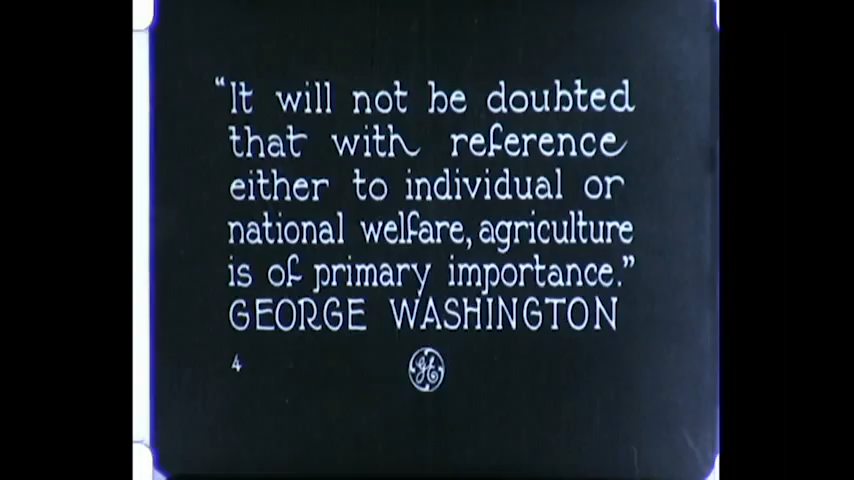 “It will not be doubted
that with reference
either to individual or
national welfare, agriculture
is of primary importance.”
GEORGE WASHINGTON
4
GE